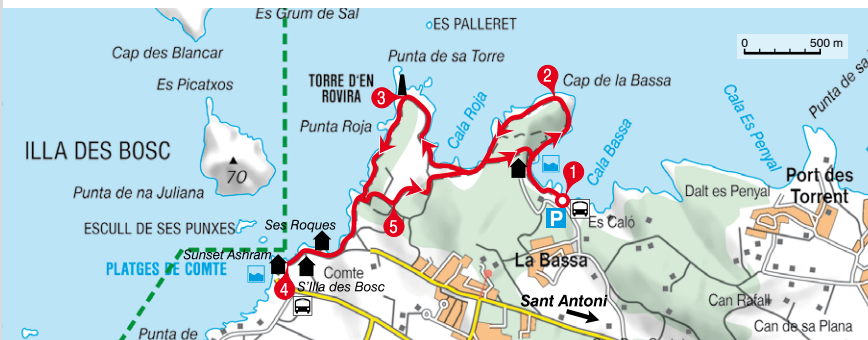 Es Grum de Sal
ES PALLERET
0 500 m
Cap des Blancar
Punta de sa Torre
Es Picatxos
TORRE D'EN
ROVIRA
3
2
Cap de la Bassa
Punta Roja
Cala Roja
Cala Bassa
Cala Es Penyal
Punta de sa
ILLA DES BOSC
70
1
Port des
Torrent
Punta de na Juliana
Dalt es Penyal
P
Es Caló
ESCULL DE SES PUNXES
Ses Roques
5
Sunset Ashram
La Bassa
PLATGES DE COMTE
Comte
4
S'Illa des Bosc
Sant Antoni
Can Rafall
Can de sa Plana
Punta de